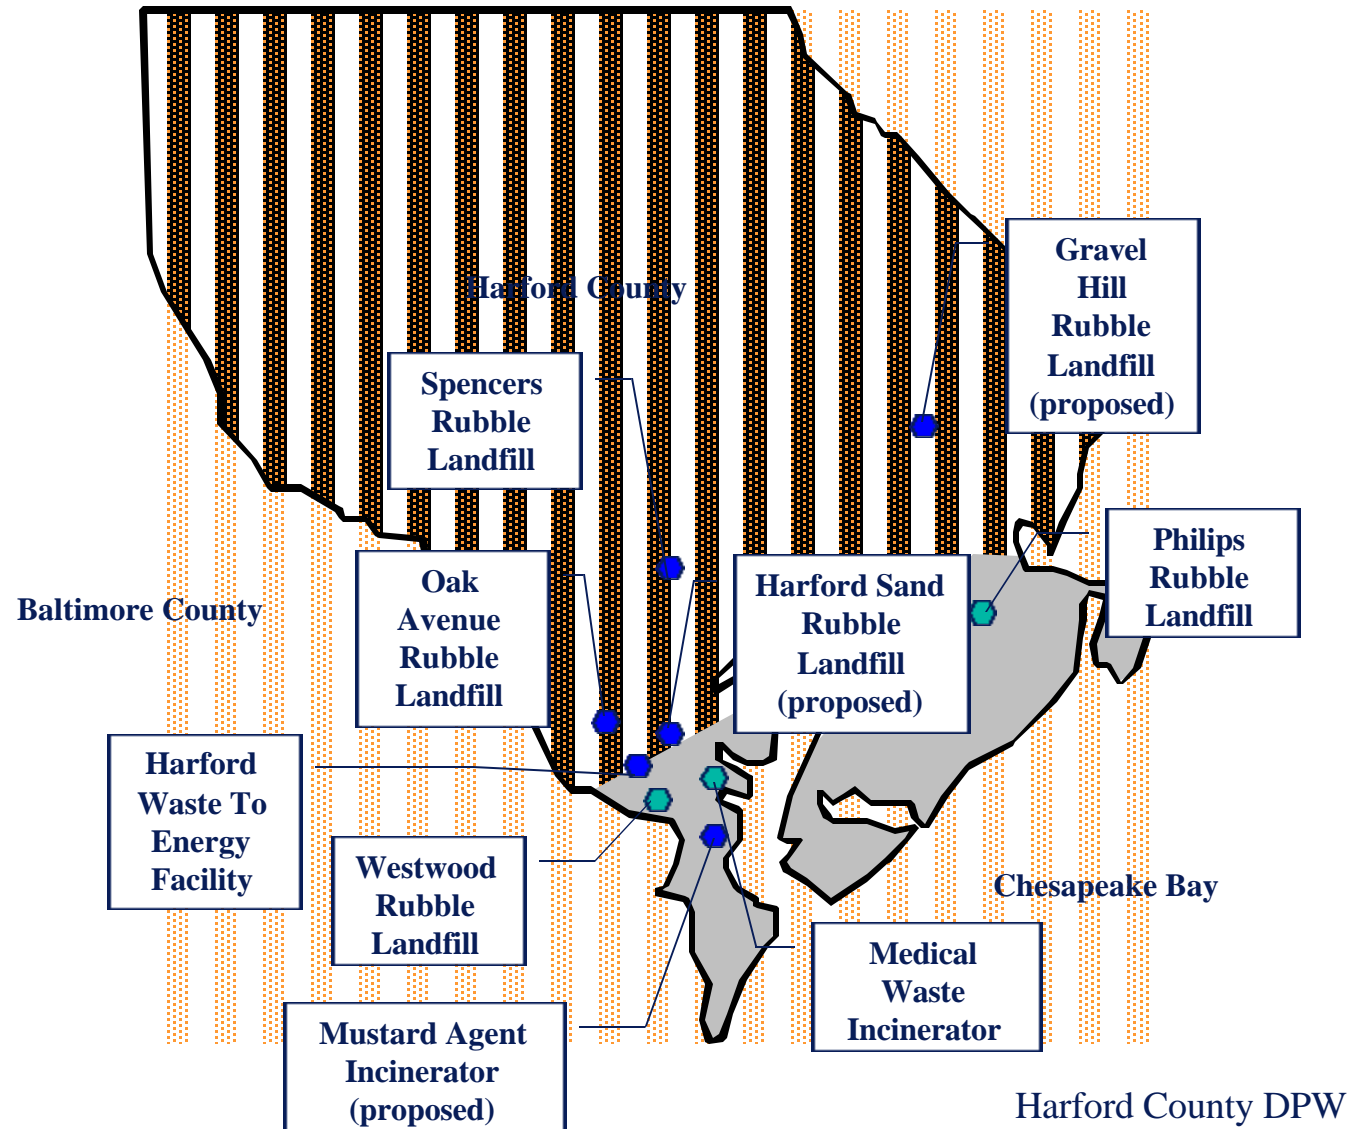 Harford County
Gravel
Hill
Rubble
Landfill
(proposed)
Spencers
Rubble
Landfill
Philips
Rubble
Landfill
Baltimore County
Oak
Avenue
Rubble
Landfill
Harford Sand
Rubble
Landfill
(proposed)
Harford
Waste To
Energy
Facility
Westwood
Rubble
Landfill
Chesapeake Bay
Medical
Waste
Incinerator
Mustard Agent
Incinerator
(proposed)
Harford County DPW